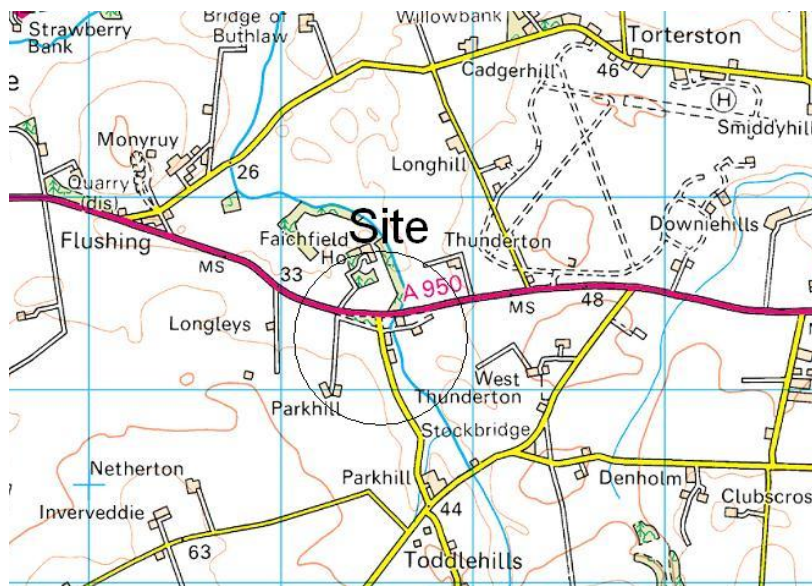 Strawberry
Bank
Bridge of
Buthlaw
Willowbank
Torterston
Cadgerhill
46
e
H
Smiddyhill
Monyruy
Longhill
26
Quarry
(dis)
Site
Downiehills
Flushing
Faichfield
Ho
Thunderton
MS
33
A 950
MS
48
Longleys
West
Thunderton
Parkhill
Stockbridge
Netherton
Parkhill
Denholm
Clubscros
Inverveddie
44
63
Toddlehills